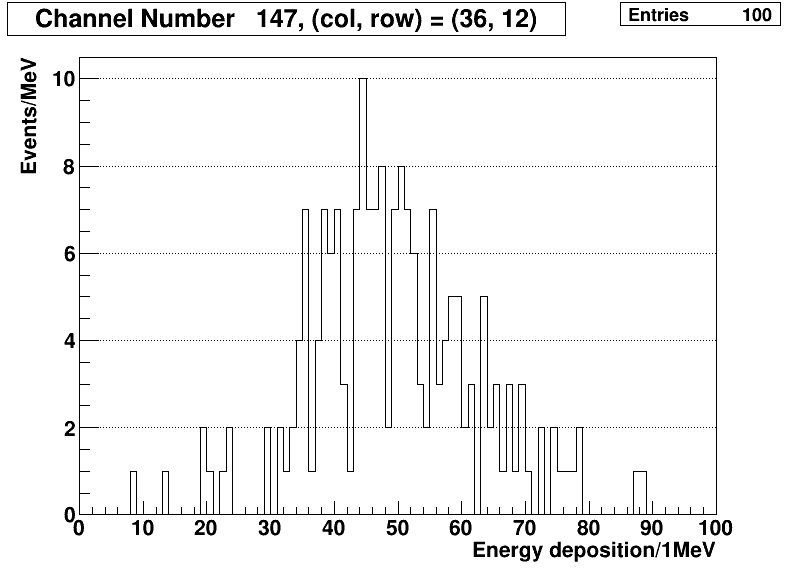 Channel Number 147, (col, row) = (36, 12)
Entries 100
Events/MeV
10
8
6
4
2
0
0 10 20 30 40 50 60 70 80 90 100
Energy deposition/1MeV